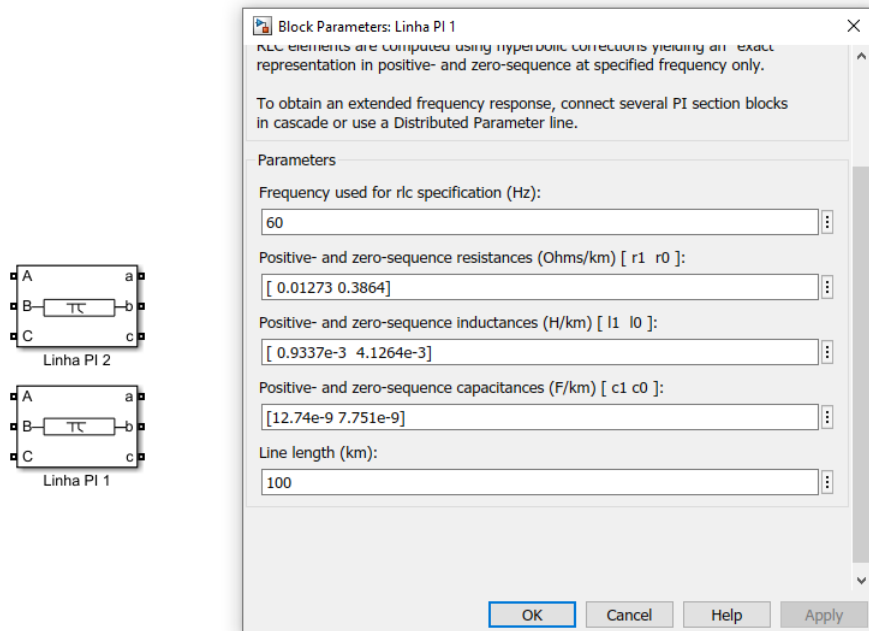 Block Parameters: Linha PI 1
RLC elements are computed using hyperbolic corrections yielding an "exact"
representation in positive- and zero-sequence at specified frequency only.
To obtain an extended frequency response, connect several PI section blocks
in cascade or use a Distributed Parameter line.
Parameters
Frequency used for rlc specification (Hz):
60
Positive- and zero-sequence resistances (Ohms/km) [ r1 r0 ]:
[ 0.01273 0.3864]
Positive- and zero-sequence inductances (H/km) [ l1 l0 ]:
[ 0.9337e-3 4.1264e-3]
Positive- and zero-sequence capacitances (F/km) [ c1 c0 ]:
[12.74e-9 7.751e-9]
Line length (km):
100
OK Cancel Help Apply
A a
B b
C c
Linha PI 2
A a
B b
C c
Linha PI 1